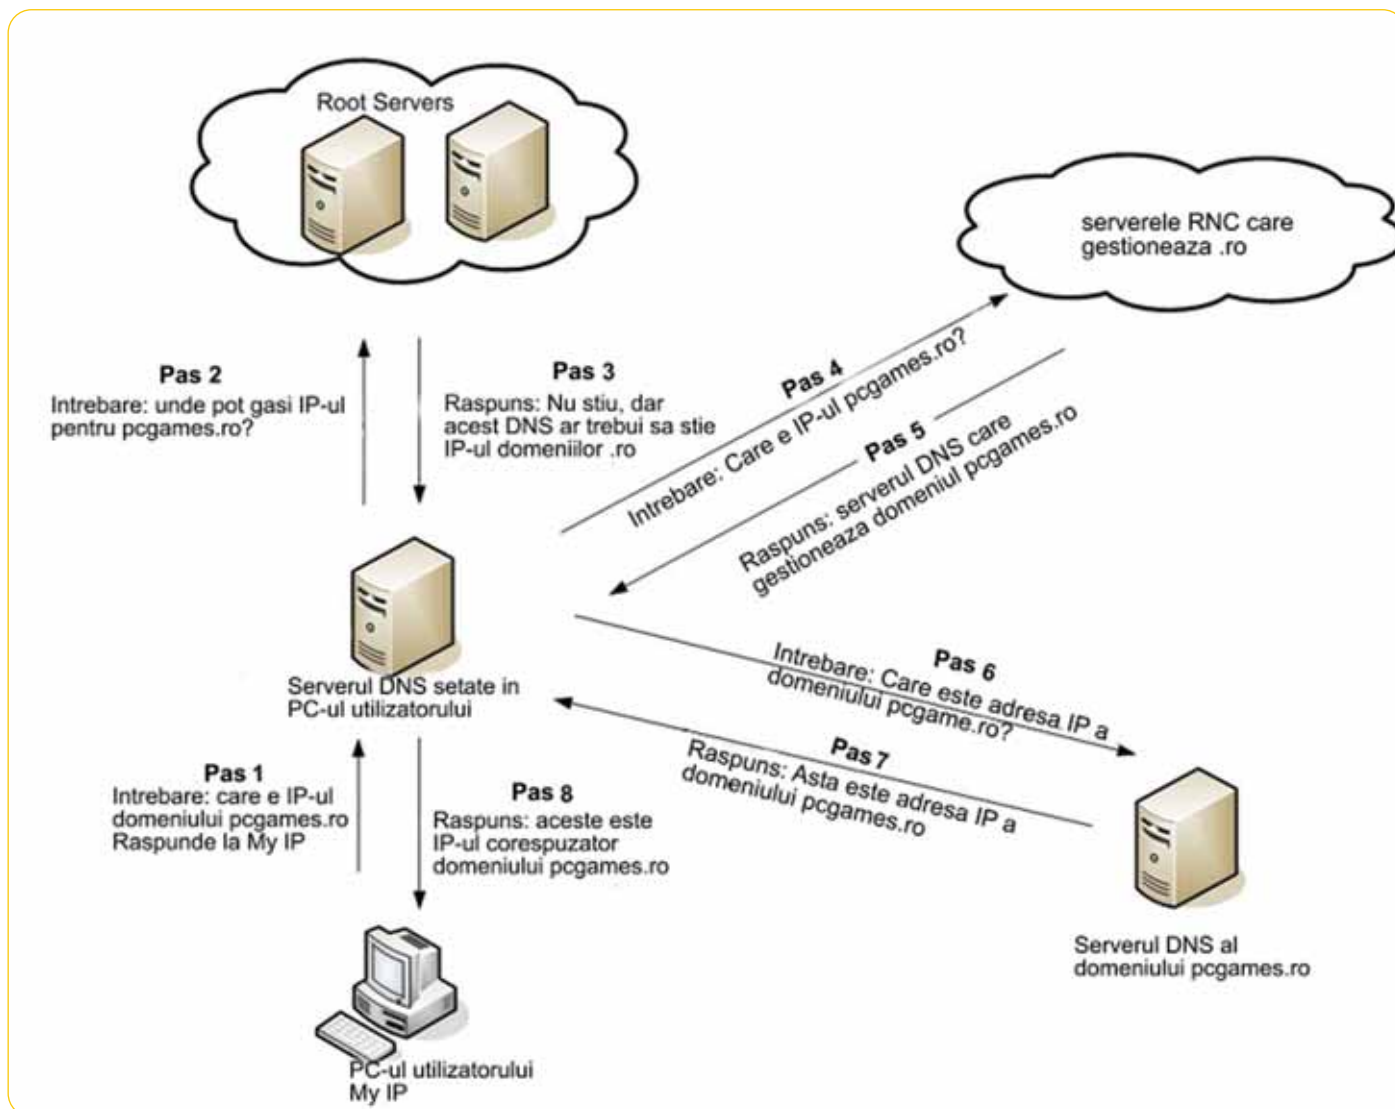 Root Servers
serverele RNC care
gestioneaza .ro
Pas 2
Intrebare: unde pot gasi IP-ul
pentru pcgames.ro?
Pas 3
Raspuns: Nu stiu, dar
acest DNS ar trebui sa stie
IP-ul domeniilor .ro
Pas 4
Intrebare: Care e IP-ul pcgames.ro?
Pas 5
Raspuns: serverul DNS care
gestioneaza domeniul pcgames.ro
Serverul DNS setate in
PC-ul utilizatorului
Pas 6
Intrebare: Care este adresa IP a
domeniului pcgame.ro?
Pas 7
Raspuns: Asta este adresa IP a
domeniului pcgames.ro
Pas 1
Intrebare: care e IP-ul
domeniului pcgames.ro
Raspunde la My IP
Pas 8
Raspuns: aceste este
IP-ul corespuzator
domeniului pcgames.ro
Serverul DNS al
domeniului pcgames.ro
PC-ul utilizatorului
My IP